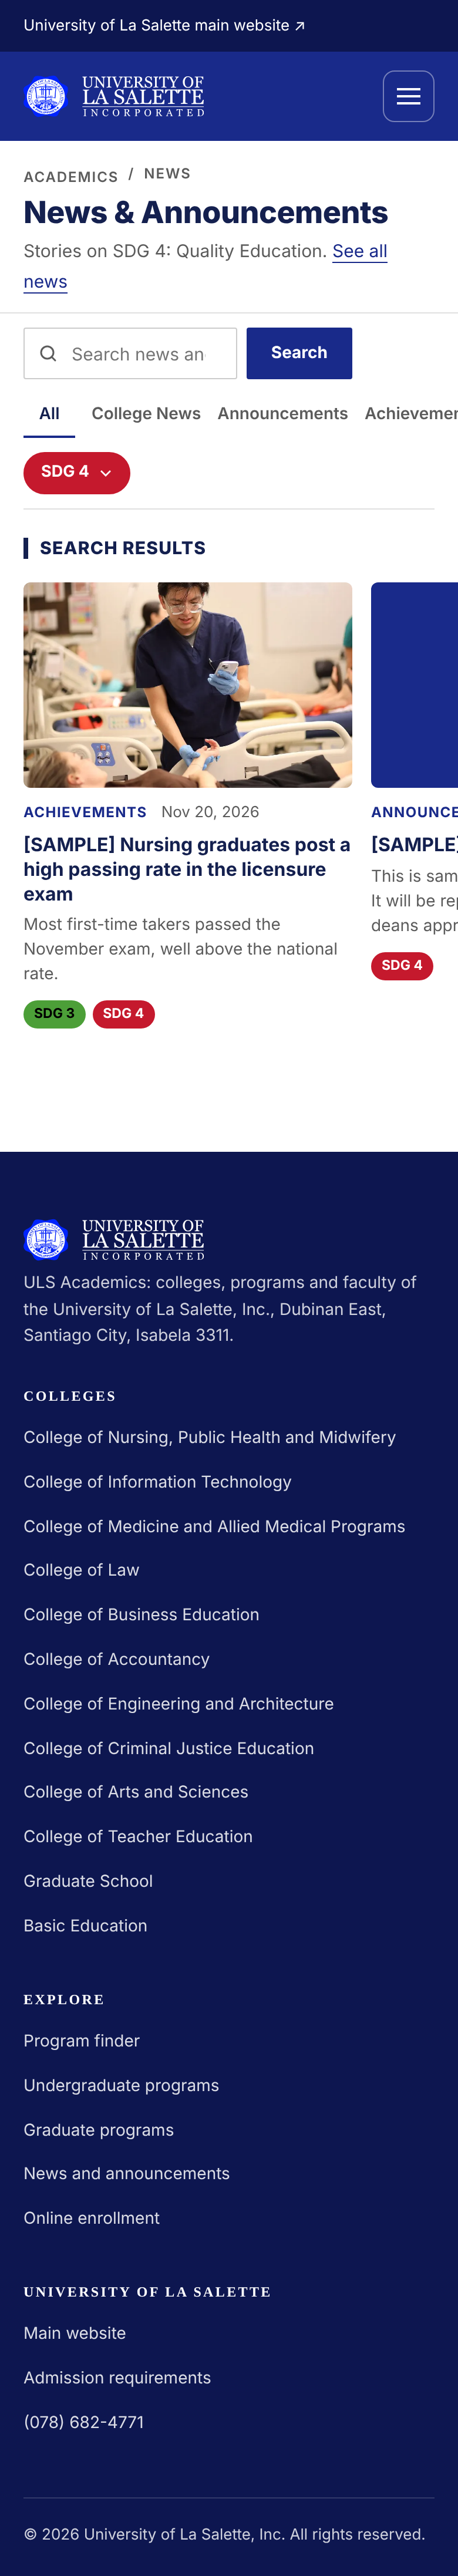 University of La Salette main website ↗
UNIVERSITY OF
LA SALETTE
INCORPORATED
ACADEMICS / NEWS
News & Announcements
Stories on SDG 4: Quality Education. See all
news
Search news an
Search
All College News Announcements Achievemen
SDG 4
SEARCH RESULTS
ACHIEVEMENTS Nov 20, 2026
[SAMPLE] Nursing graduates post a
high passing rate in the licensure
exam
Most first-time takers passed the
November exam, well above the national
rate.
SDG 3 SDG 4
ANNOUNCE
[SAMPLE]
This is sam
It will be rep
deans appr
SDG 4
UNIVERSITY OF
LA SALETTE
INCORPORATED
ULS Academics: colleges, programs and faculty of
the University of La Salette, Inc., Dubinan East,
Santiago City, Isabela 3311.
COLLEGES
College of Nursing, Public Health and Midwifery
College of Information Technology
College of Medicine and Allied Medical Programs
College of Law
College of Business Education
College of Accountancy
College of Engineering and Architecture
College of Criminal Justice Education
College of Arts and Sciences
College of Teacher Education
Graduate School
Basic Education
EXPLORE
Program finder
Undergraduate programs
Graduate programs
News and announcements
Online enrollment
UNIVERSITY OF LA SALETTE
Main website
Admission requirements
(078) 682-4771
© 2026 University of La Salette, Inc. All rights reserved.